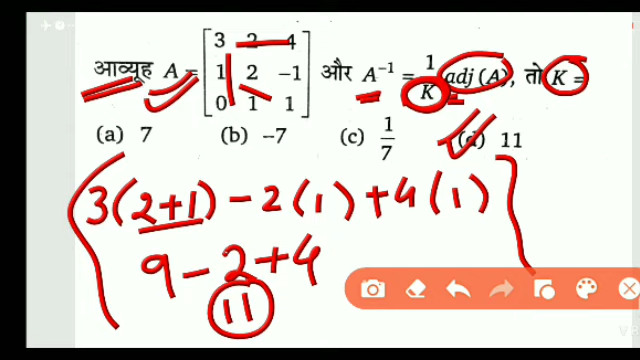 3 2 4
आव्यूह A = 1 2 −1 और A⁻¹ = 1/K adj (A), तो K =
0 1 1
(a) 7 (b) −7 (c) 1/7 (d) 11
3(2+1) − 2(1) + 4(1)
9 − 2 + 4
11